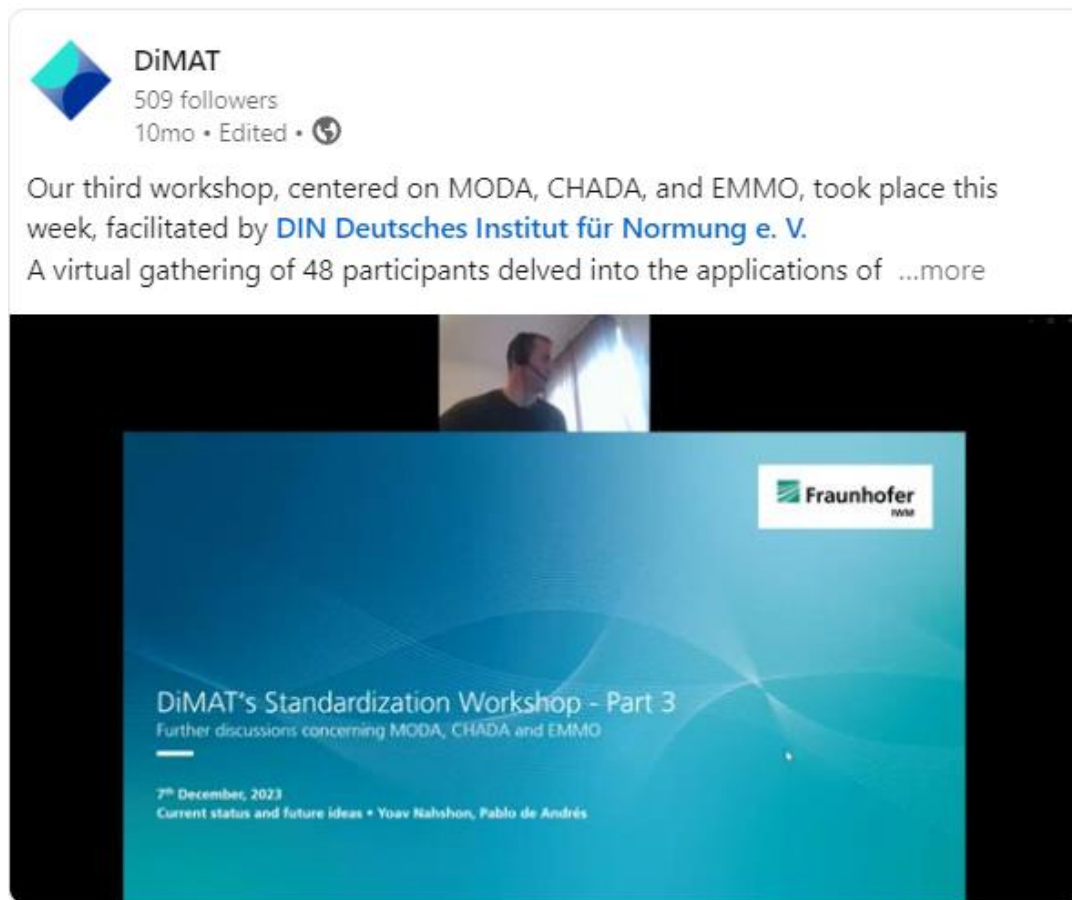 DiMAT
509 followers
10mo • Edited •
Our third workshop, centered on MODA, CHADA, and EMMO, took place this
week, facilitated by DIN Deutsches Institut für Normung e. V.
A virtual gathering of 48 participants delved into the applications of ...more
Fraunhofer
IWM
DiMAT's Standardization Workshop - Part 3
Further discussions concerning MODA, CHADA and EMMO
7th December, 2023
Current status and future ideas • Yoav Nahshon, Pablo de Andrés